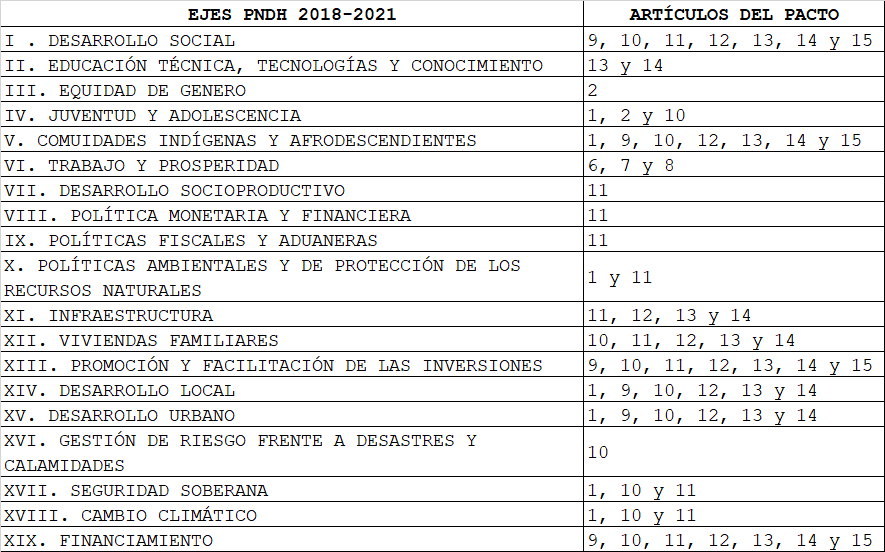 EJES PNDH 2018-2021 ARTÍCULOS DEL PACTO
I . DESARROLLO SOCIAL 9, 10, 11, 12, 13, 14 y 15
II. EDUCACIÓN TÉCNICA, TECNOLOGÍAS Y CONOCIMIENTO 13 y 14
III. EQUIDAD DE GENERO 2
IV. JUVENTUD Y ADOLESCENCIA 1, 2 y 10
V. COMUIDADES INDÍGENAS Y AFRODESCENDIENTES 1, 9, 10, 12, 13, 14 y 15
VI. TRABAJO Y PROSPERIDAD 6, 7 y 8
VII. DESARROLLO SOCIOPRODUCTIVO 11
VIII. POLÍTICA MONETARIA Y FINANCIERA 11
IX. POLÍTICAS FISCALES Y ADUANERAS 11
X. POLÍTICAS AMBIENTALES Y DE PROTECCIÓN DE LOS
RECURSOS NATURALES 1 y 11
XI. INFRAESTRUCTURA 11, 12, 13 y 14
XII. VIVIENDAS FAMILIARES 10, 11, 12, 13 y 14
XIII. PROMOCIÓN Y FACILITACIÓN DE LAS INVERSIONES 9, 10, 11, 12, 13, 14 y 15
XIV. DESARROLLO LOCAL 1, 9, 10, 12, 13 y 14
XV. DESARROLLO URBANO 1, 9, 10, 12, 13 y 14
XVI. GESTIÓN DE RIESGO FRENTE A DESASTRES Y
CALAMIDADES 10
XVII. SEGURIDAD SOBERANA 1, 10 y 11
XVIII. CAMBIO CLIMÁTICO 1, 10 y 11
XIX. FINANCIAMIENTO 9, 10, 11, 12, 13, 14 y 15